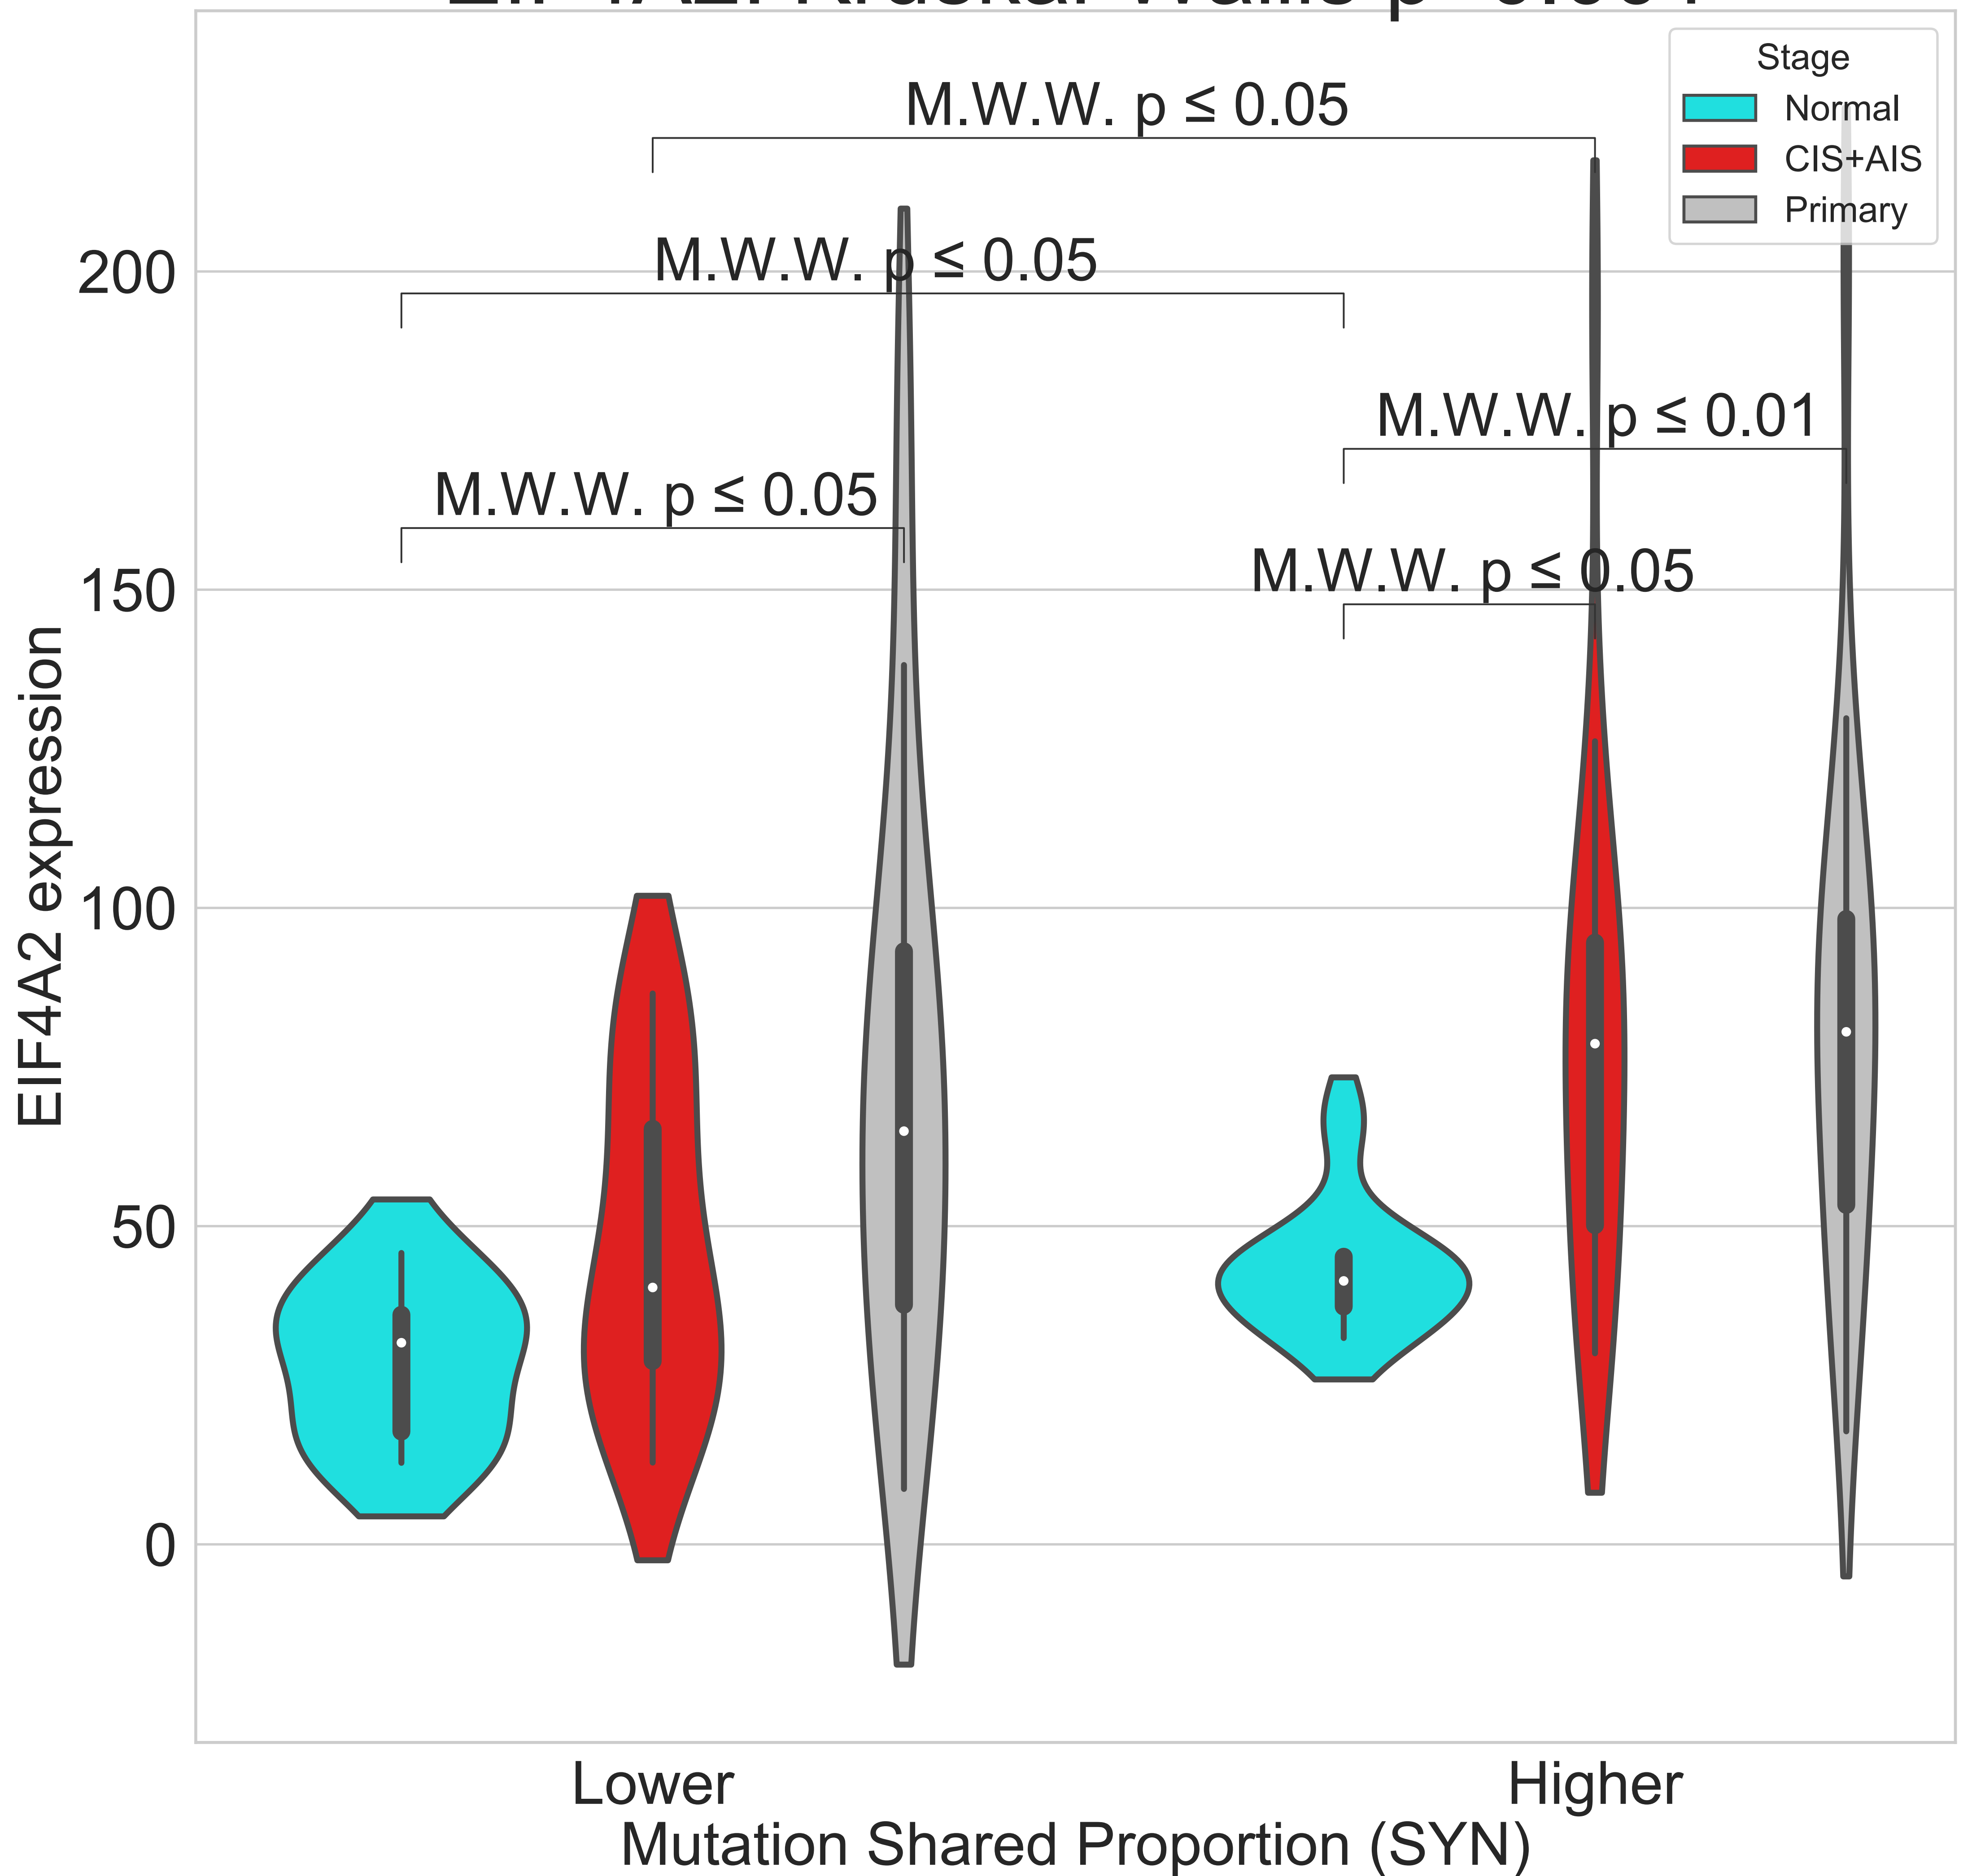 Stage
Normal
CIS+AIS
Primary
M.W.W. p ≤ 0.05
M.W.W. p ≤ 0.05
M.W.W. p ≤ 0.01
M.W.W. p ≤ 0.05
M.W.W. p ≤ 0.05
200
150
100
50
0
EIF4A2 expression
Lower
Higher
Mutation Shared Proportion (SYN)